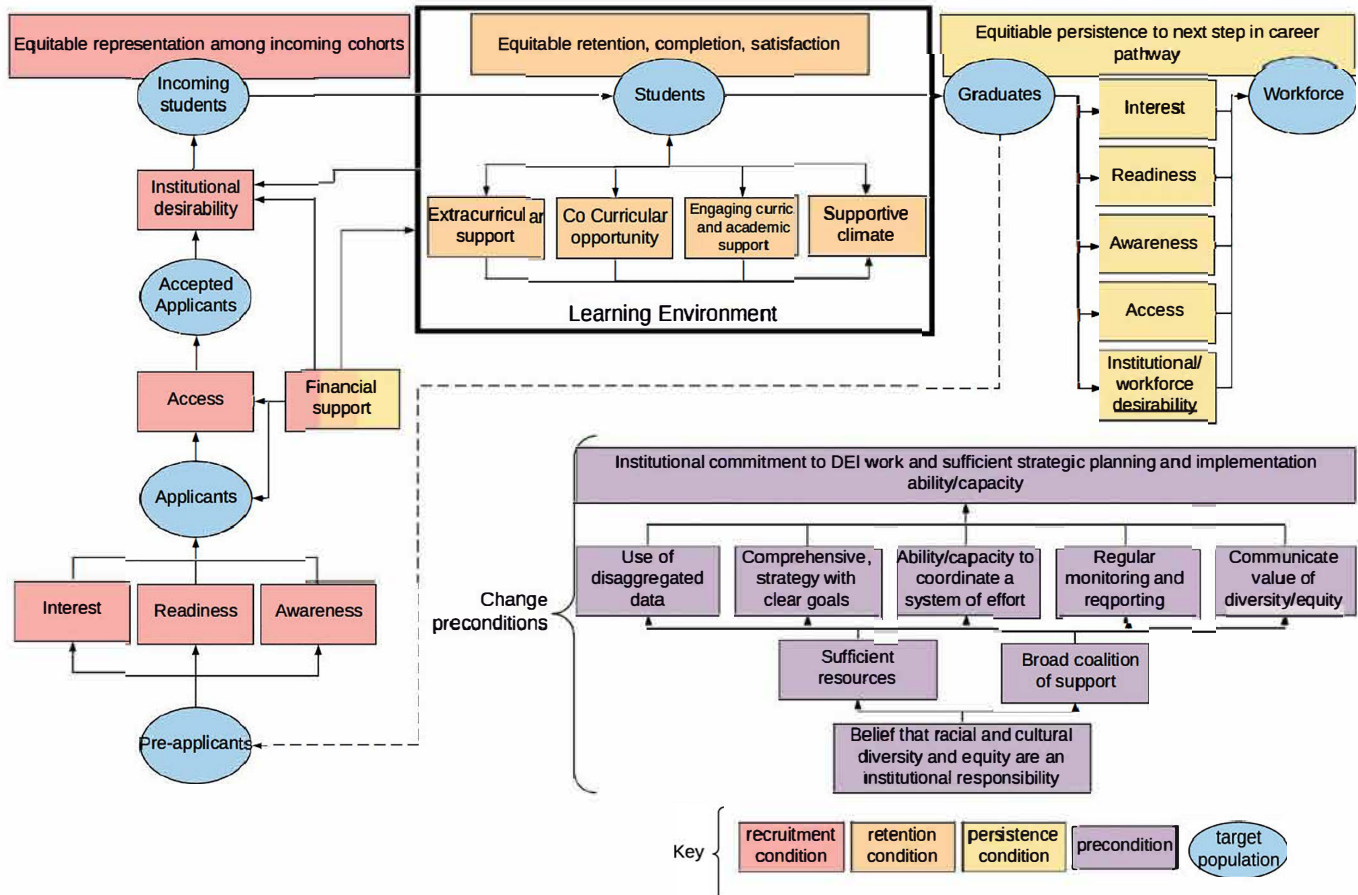 Equitable representation among incoming cohorts
Equitable retention, completion, satisfaction
Equitiable persistence to next step in career
pathway
Incoming
students
Students
Graduates
Workforce
Interest
Readiness
Awareness
Access
Institutional/
workforce
desirability
Institutional
desirability
Extracurricular
support
Co Curricular
opportunity
Engaging curric
and academic
support
Supportive
climate
Learning Environment
Accepted
Applicants
Access
Financial
support
Applicants
Interest
Readiness
Awareness
Pre-applicants
Change
preconditions
Institutional commitment to DEI work and sufficient strategic planning and implementation
ability/capacity
Use of
disaggregated
data
Comprehensive,
strategy with
clear goals
Ability/capacity to
coordinate a
system of effort
Regular
monitoring and
reqporting
Communicate
value of
diversity/equity
Sufficient
resources
Broad coalition
of support
Belief that racial and cultural
diversity and equity are an
institutional responsibility
Key
recruitment
condition
retention
condition
persistence
condition
precondition
target
population